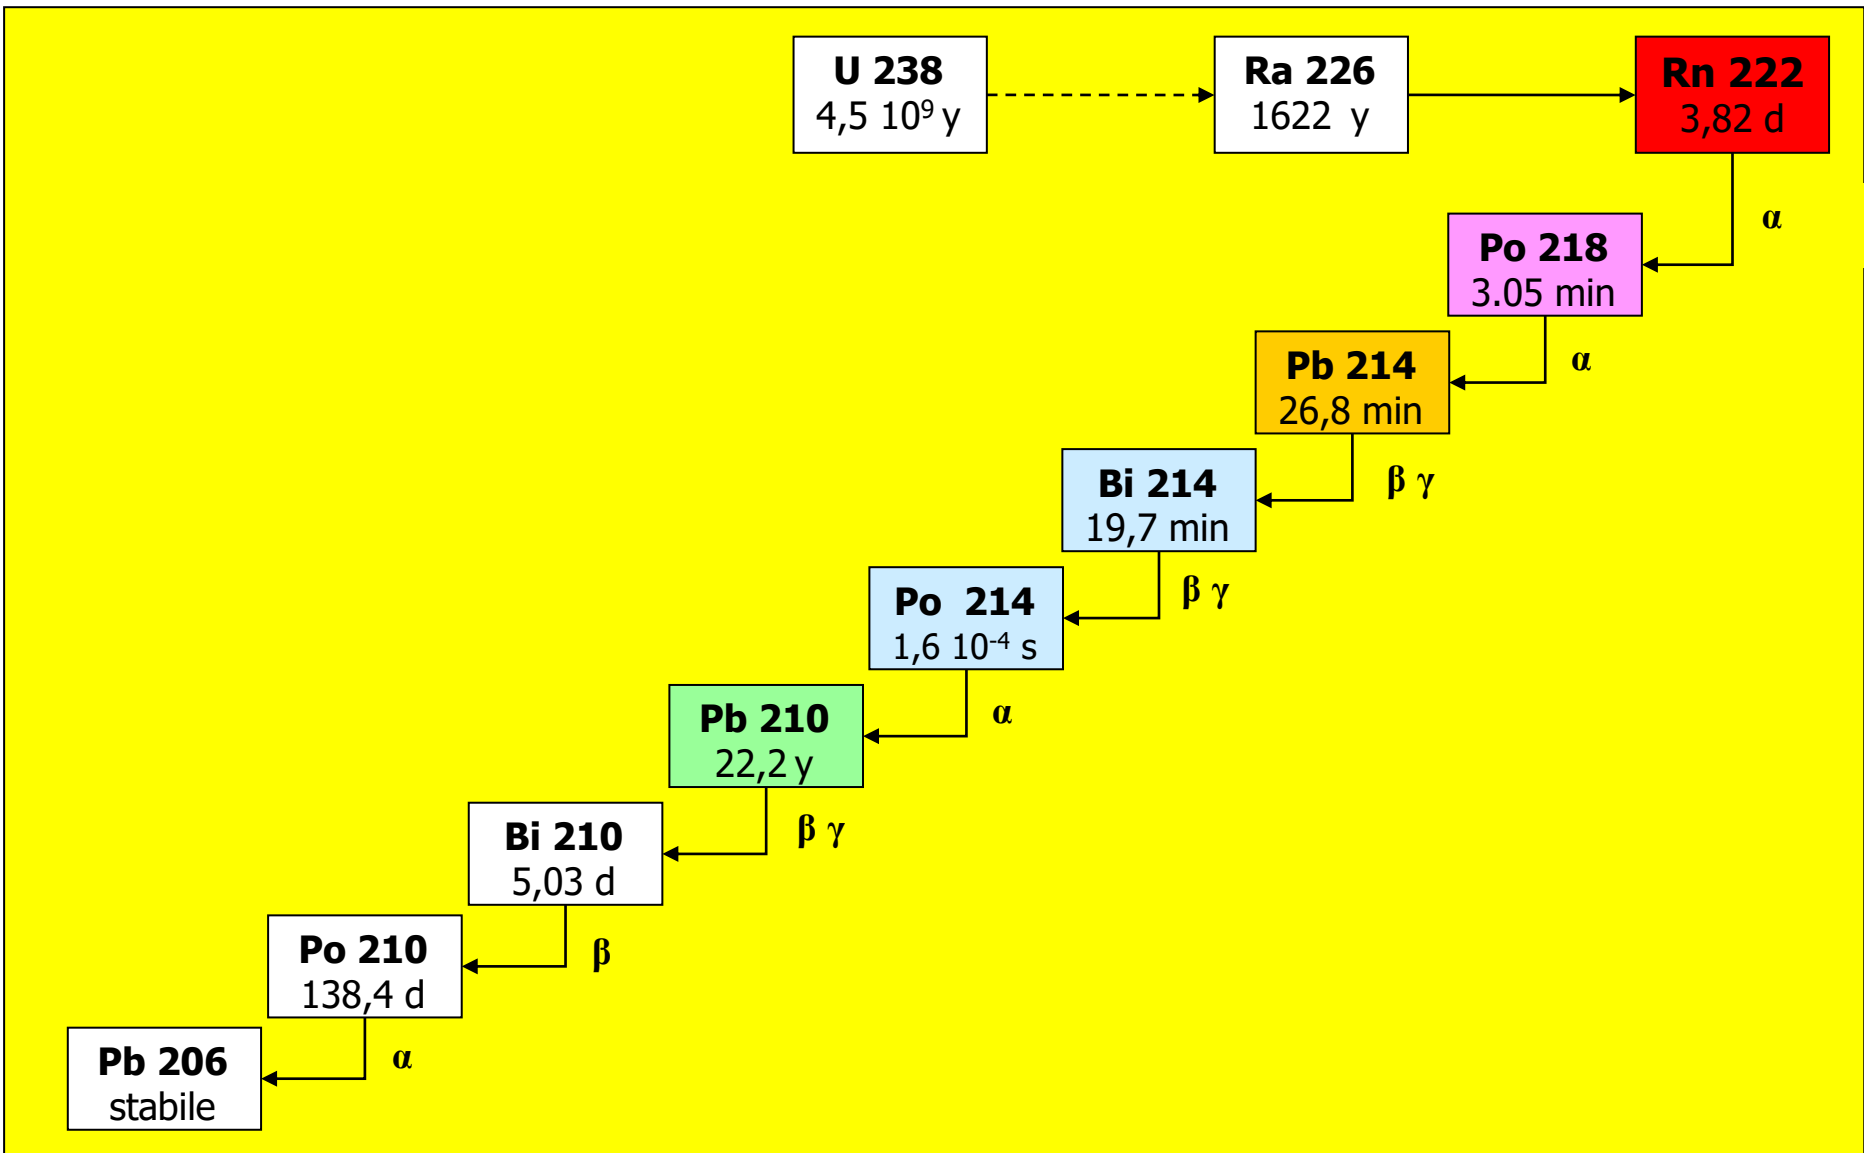 U 238
4,5 10⁹ y
Ra 226
1622 y
Rn 222
3,82 d
α
Po 218
3.05 min
α
Pb 214
26,8 min
β γ
Bi 214
19,7 min
β γ
Po 214
1,6 10⁻⁴ s
α
Pb 210
22,2 y
β γ
Bi 210
5,03 d
β
Po 210
138,4 d
α
Pb 206
stabile